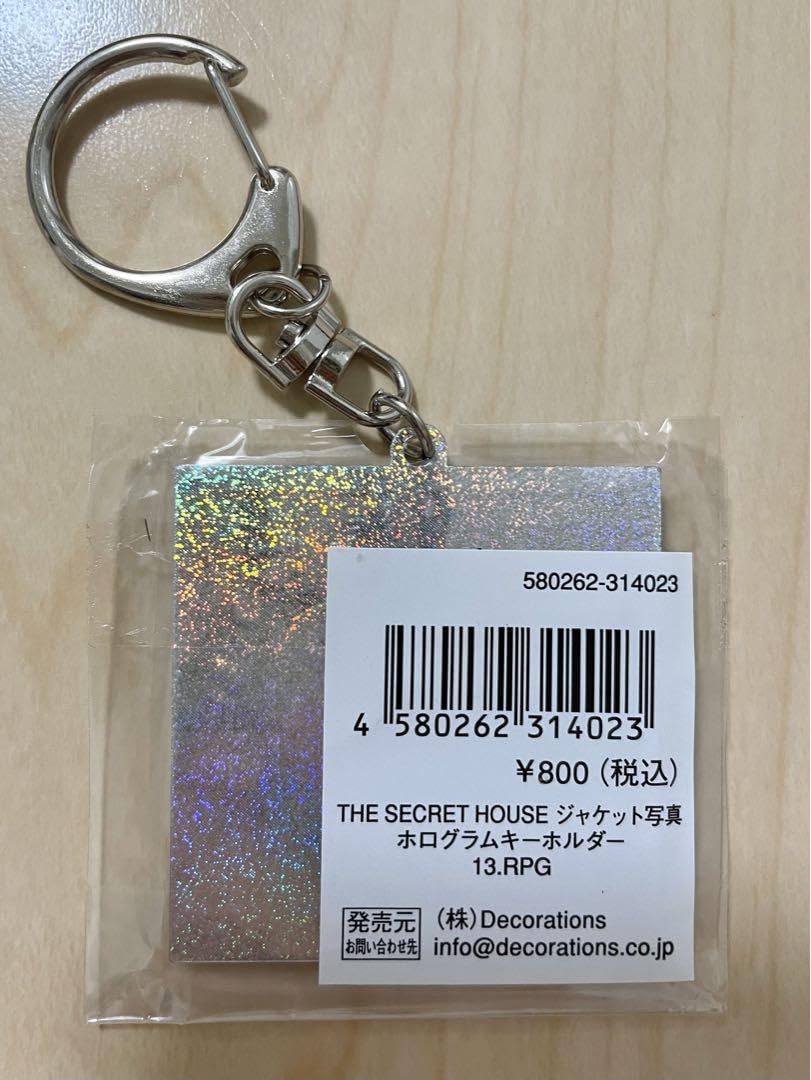 580262-314023
4 580262 314023
¥800（税込）
THE SECRET HOUSE ジャケット写真
ホログラムキーホルダー
13.RPG
発売元 （株）Decorations
お問い合わせ先 info@decorations.co.jp